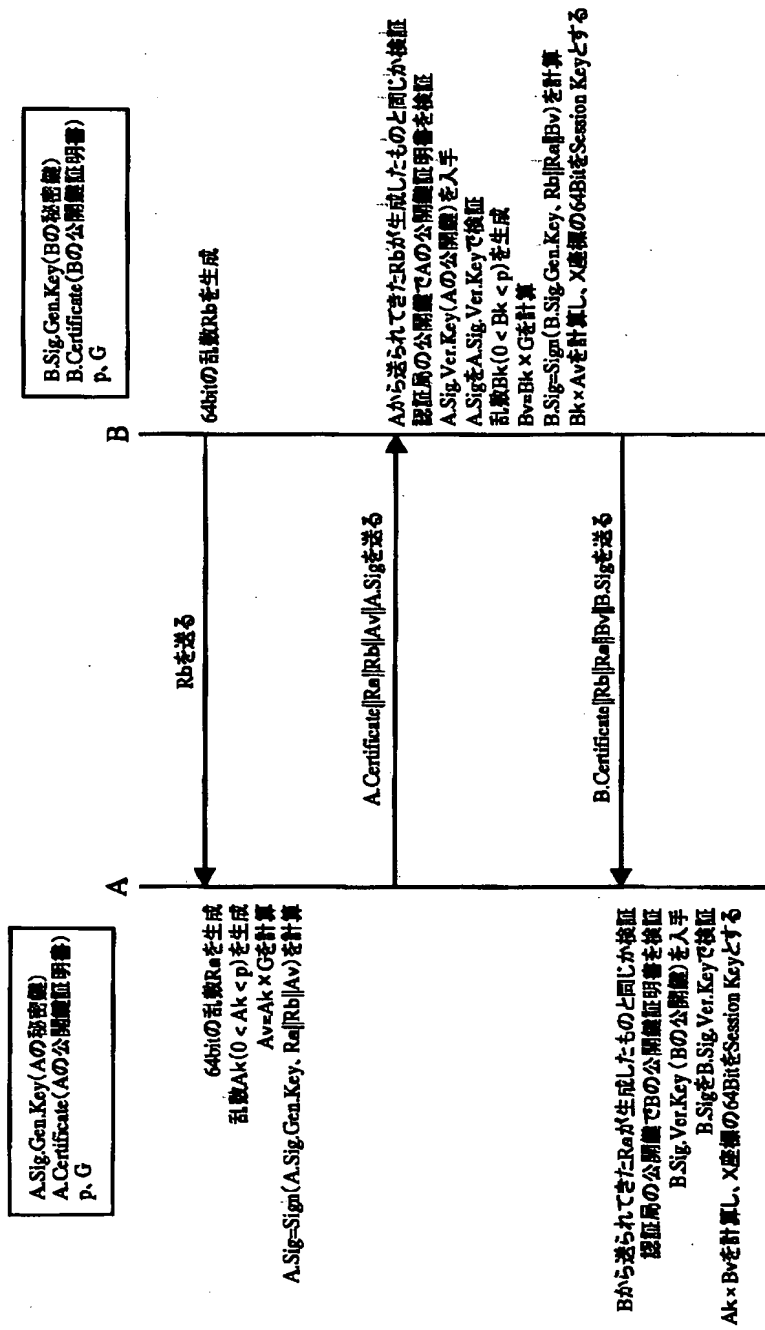 A.Sig.Gen.Key(Aの秘密鍵)
A.Certificate(Aの公開鍵証明書)
p、G
B.Sig.Gen.Key(Bの秘密鍵)
B.Certificate(Bの公開鍵証明書)
p、G
A
B
64bitの乱数Rbを生成
Rbを送る
64bitの乱数Raを生成
乱数Ak(0<Ak<p)を生成
Av=Ak×Gを計算
A.Sig=Sign(A.Sig.Gen.Key、Ra||Rb||Av)を計算
A.Certificate||Ra||Rb||Av||A.Sigを送る
Aから送られてきたRbが生成したものと同じか検証
認証局の公開鍵でAの公開鍵証明書を検証
A.Sig.Ver.Key(Aの公開鍵)を入手
A.SigをA.Sig.Ver.Keyで検証
乱数Bk(0<Bk<p)を生成
Bv=Bk×Gを計算
B.Sig=Sign(B.Sig.Gen.Key、Rb||Ra||Bv)を計算
Bk×Avを計算し、X座標の64BitをSession Keyとする
B.Certificate||Rb||Ra||Bv||B.Sigを送る
Bから送られてきたRaが生成したものと同じか検証
認証局の公開鍵でBの公開鍵証明書を検証
B.Sig.Ver.Key(Bの公開鍵)を入手
B.SigをB.Sig.Ver.Keyで検証
Ak×Bvを計算し、X座標の64BitをSession Keyとする